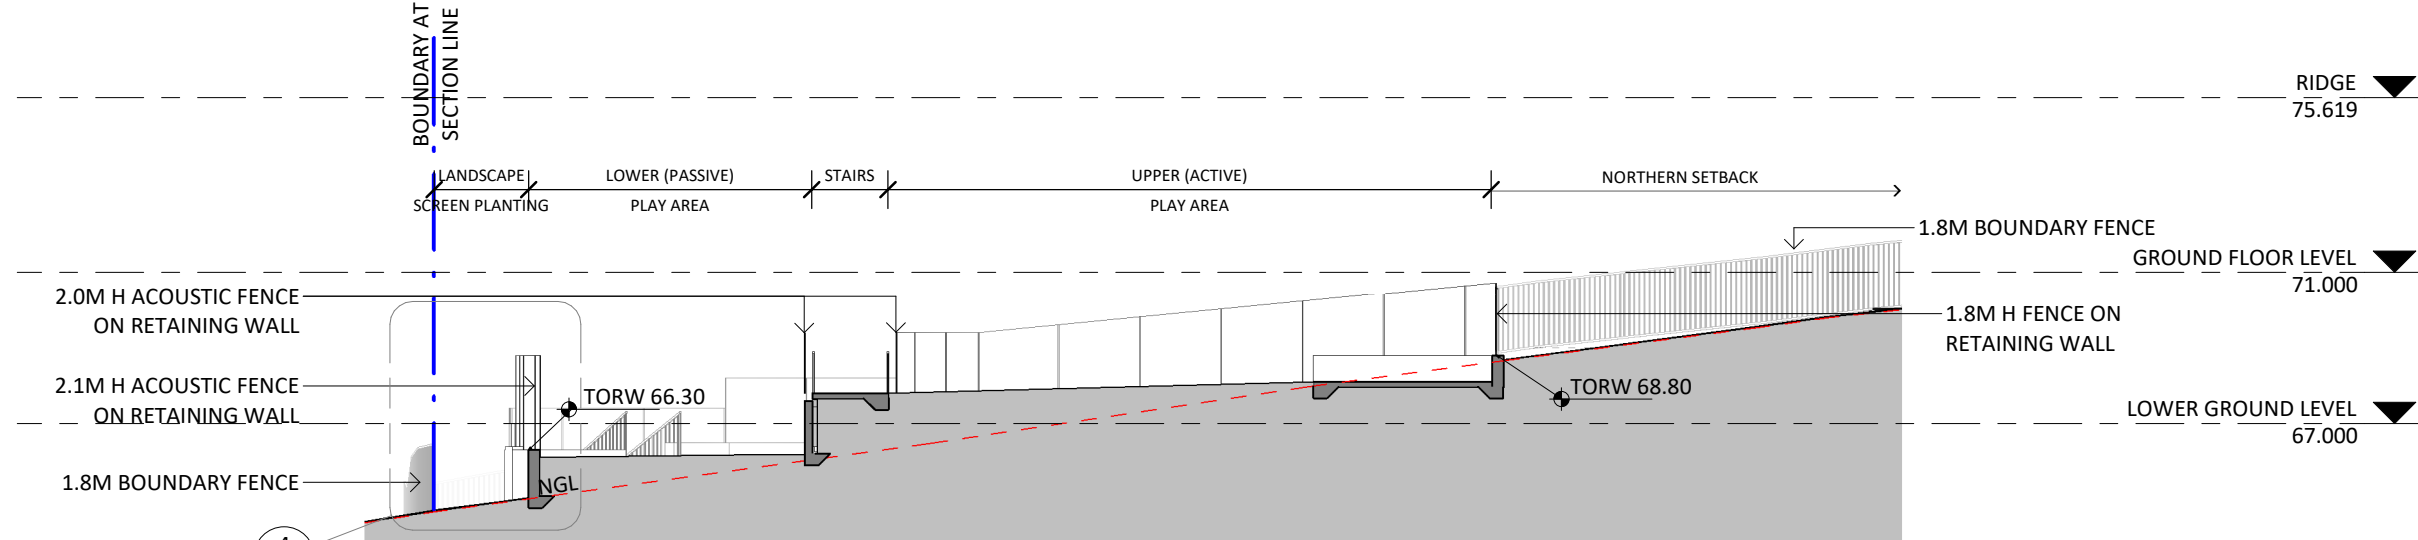 BOUNDARY AT
SECTION LINE
RIDGE
75.619
LANDSCAPE
SCREEN PLANTING
LOWER (PASSIVE)
PLAY AREA
STAIRS
UPPER (ACTIVE)
PLAY AREA
NORTHERN SETBACK
1.8M BOUNDARY FENCE
GROUND FLOOR LEVEL
71.000
2.0M H ACOUSTIC FENCE
ON RETAINING WALL
1.8M H FENCE ON
RETAINING WALL
2.1M H ACOUSTIC FENCE
ON RETAINING WALL
TORW 66.30
TORW 68.80
LOWER GROUND LEVEL
67.000
1.8M BOUNDARY FENCE
NGL